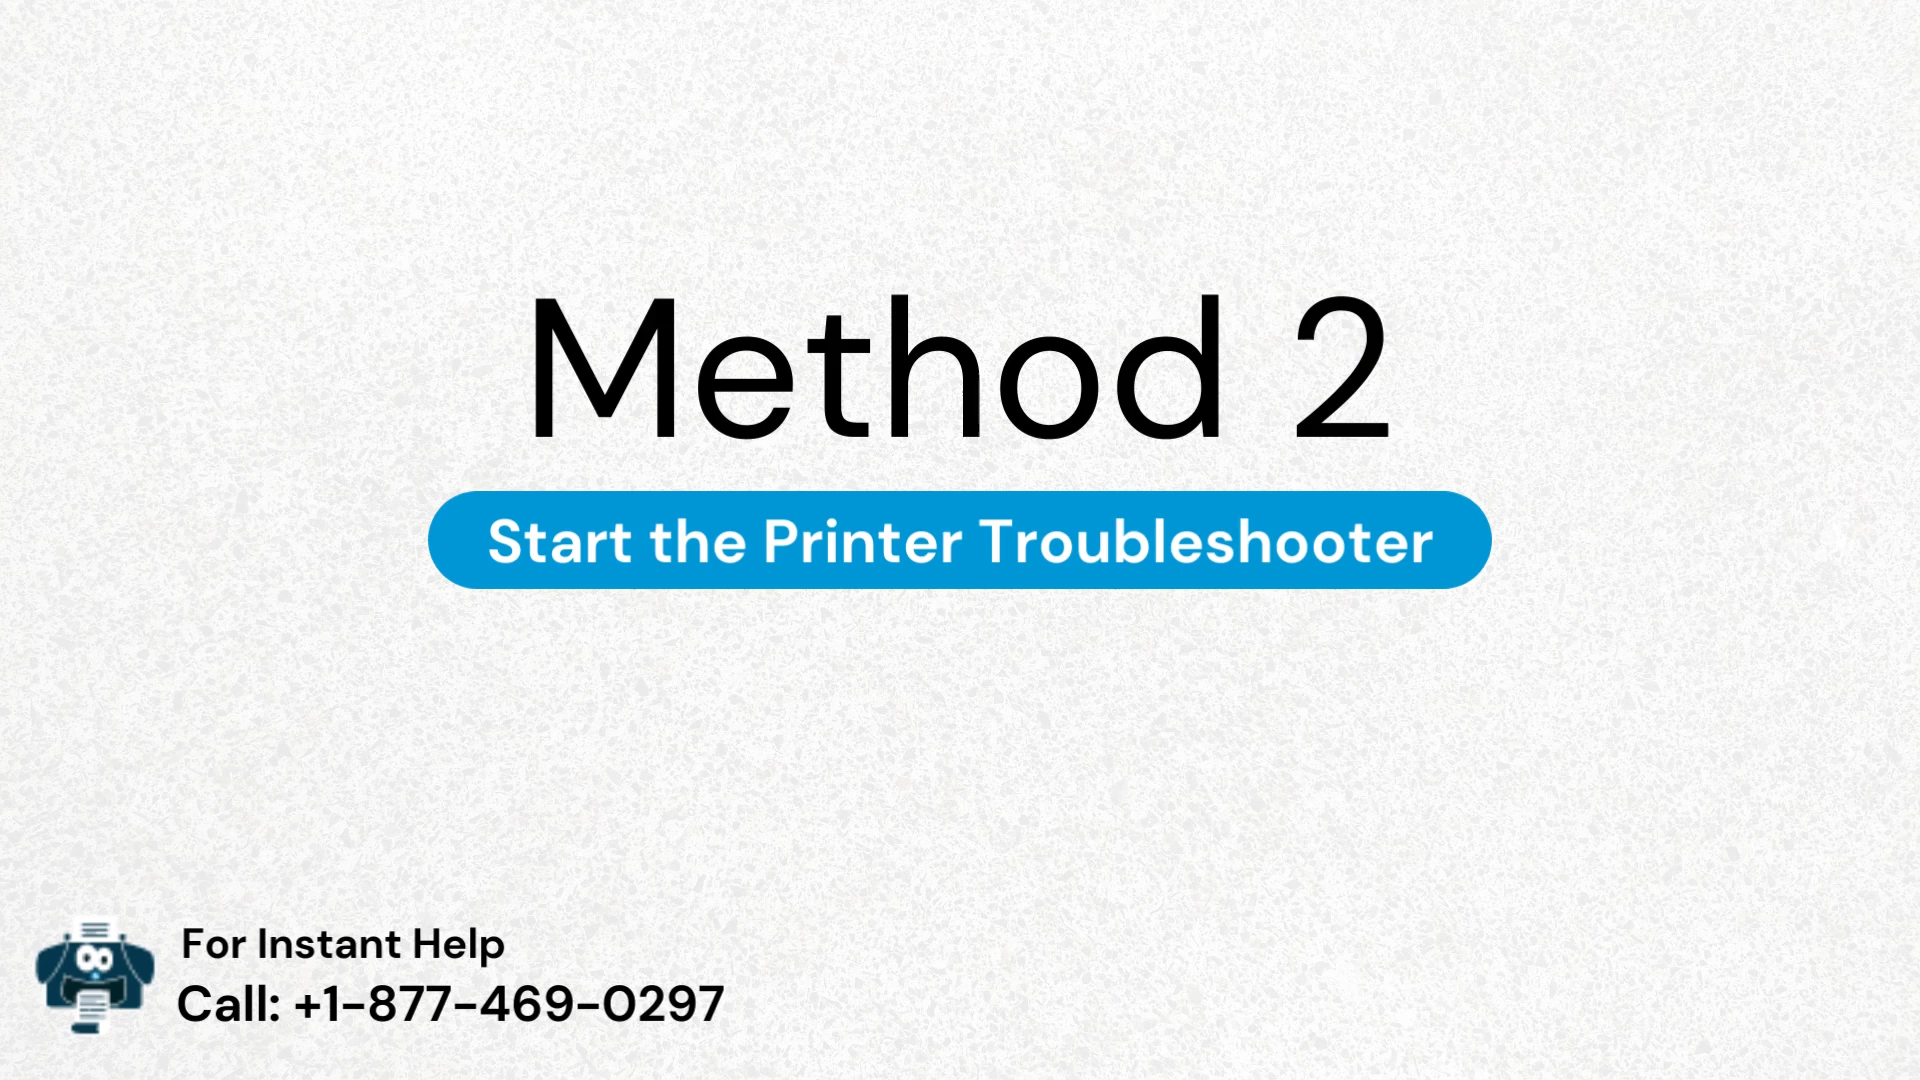 Method 2
Start the Printer Troubleshooter
For Instant Help
Call: +1-877-469-0297